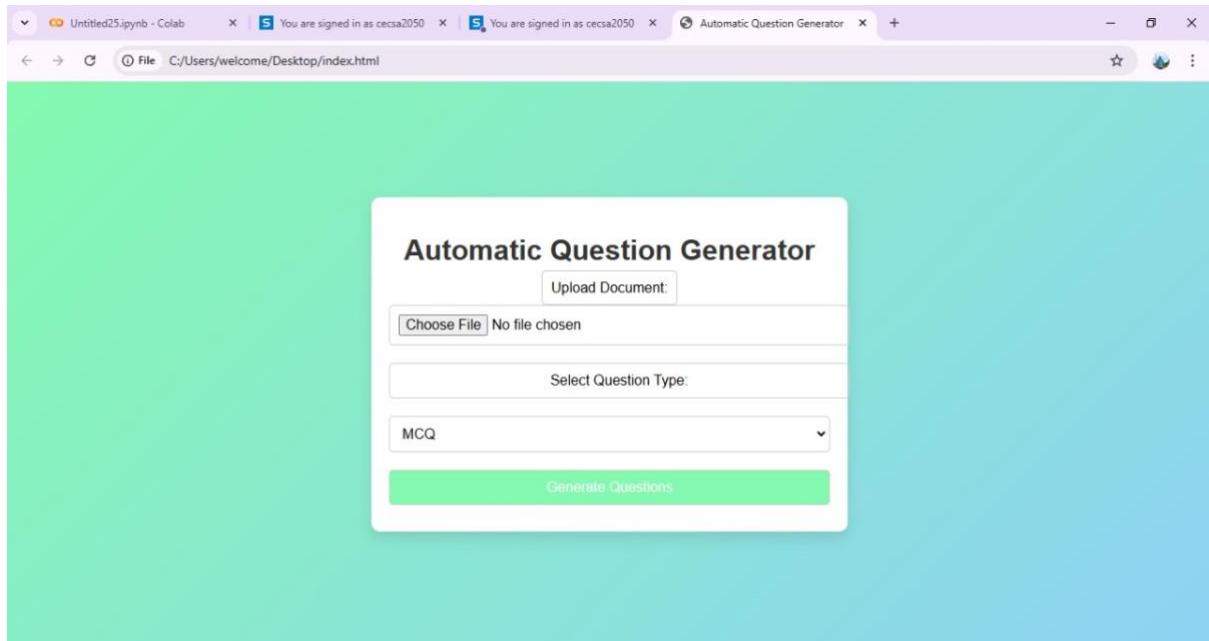 Untitled25.ipynb - Colab
You are signed in as cecsa2050
You are signed in as cecsa2050
Automatic Question Generator
File C:/Users/welcome/Desktop/index.html
Automatic Question Generator
Upload Document:
Choose File No file chosen
Select Question Type:
MCQ
Generate Questions